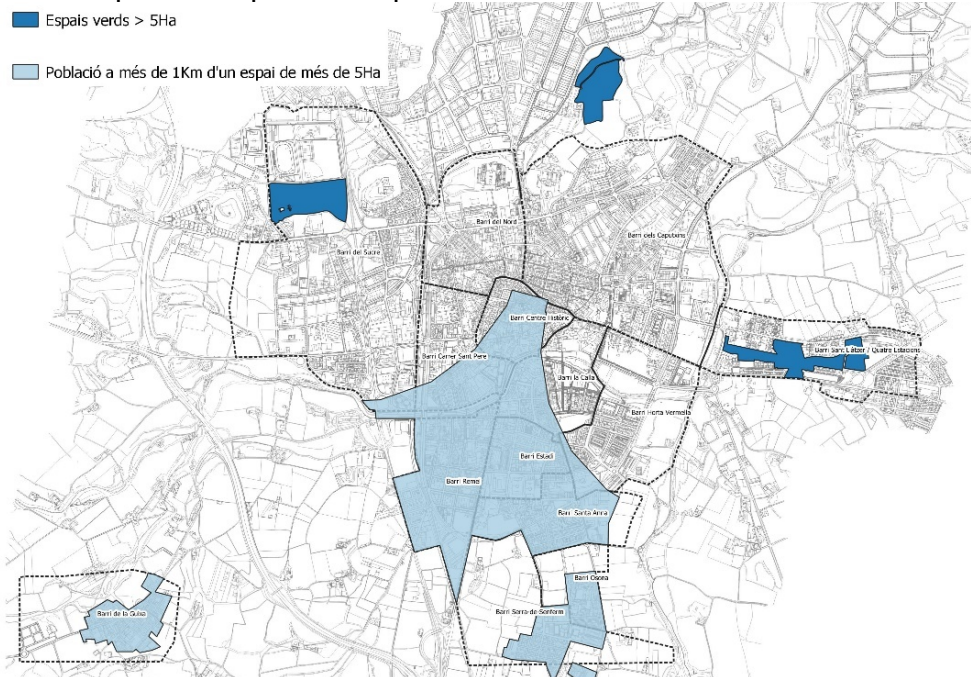 Espais verds > 5Ha
Població a més de 1Km d'un espai de més de 5Ha
Barri del Nord
Barri dels Caputxins
Barri del Sucre
Barri Centre Històric
Barri Sant Llàtzer / Quatre Estacions
Barri Carrer Sant Pere
Barri la Calla
Barri Horta Vermella
Barri Estadi
Barri Remei
Barri Santa Anna
Barri Osona
Barri Serra-de-Senferm
Barri de la Guixa